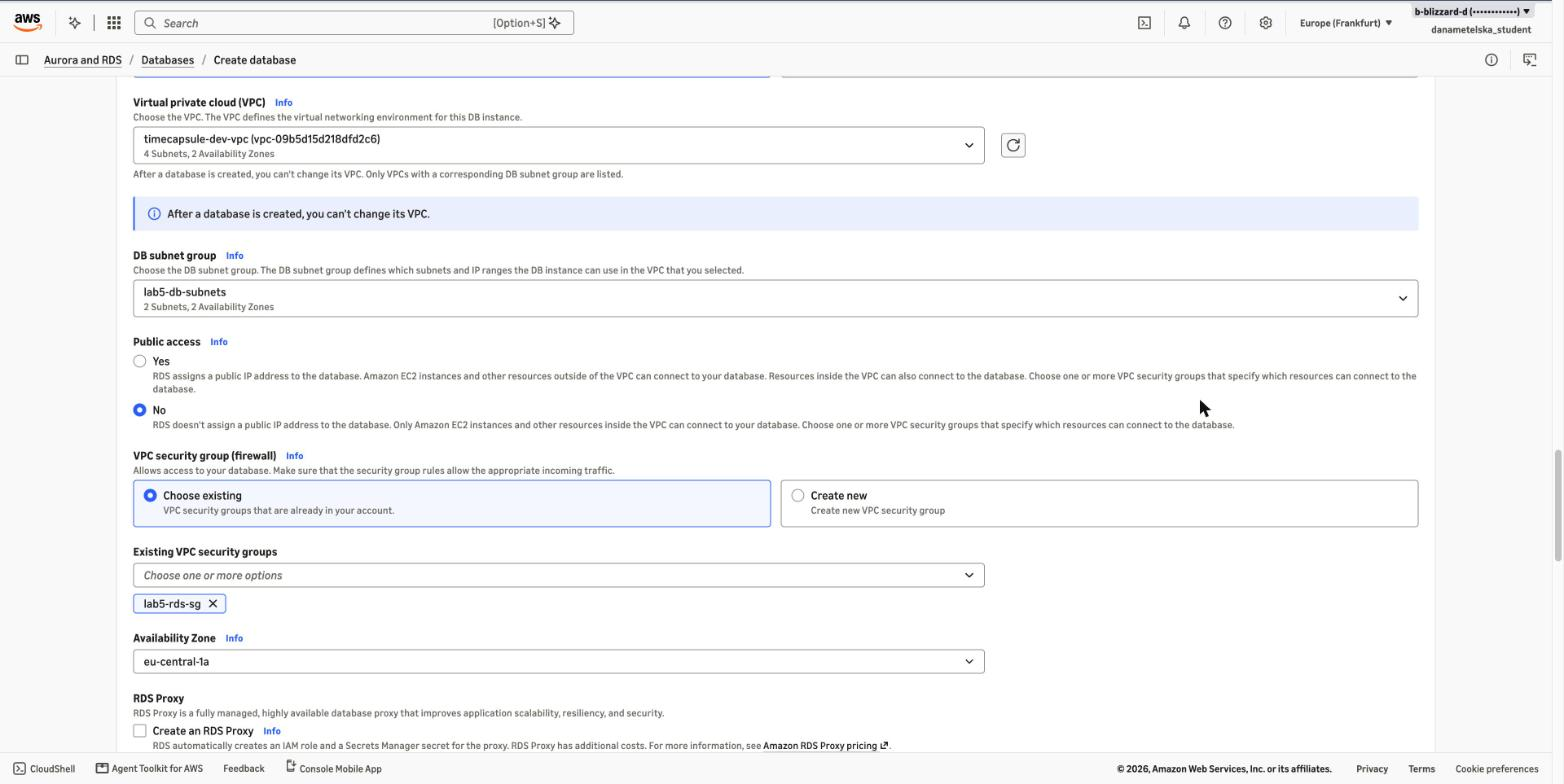 aws
Search
[Option+S]
Europe (Frankfurt)
b-blizzard-d (••••••••••••)
danametelska_student
Aurora and RDS / Databases / Create database
Virtual private cloud (VPC) Info
Choose the VPC. The VPC defines the virtual networking environment for this DB instance.
timecapsule-dev-vpc (vpc-09b5d15d218dfd2c6)
4 Subnets, 2 Availability Zones
After a database is created, you can't change its VPC. Only VPCs with a corresponding DB subnet group are listed.
After a database is created, you can't change its VPC.
DB subnet group Info
Choose the DB subnet group. The DB subnet group defines which subnets and IP ranges the DB instance can use in the VPC that you selected.
lab5-db-subnets
2 Subnets, 2 Availability Zones
Public access Info
Yes
RDS assigns a public IP address to the database. Amazon EC2 instances and other resources outside of the VPC can connect to your database. Resources inside the VPC can also connect to the database. Choose one or more VPC security groups that specify which resources can connect to the
database.
No
RDS doesn't assign a public IP address to the database. Only Amazon EC2 instances and other resources inside the VPC can connect to your database. Choose one or more VPC security groups that specify which resources can connect to the database.
VPC security group (firewall) Info
Allows access to your database. Make sure that the security group rules allow the appropriate incoming traffic.
Choose existing
VPC security groups that are already in your account.
Create new
Create new VPC security group
Existing VPC security groups
Choose one or more options
lab5-rds-sg
Availability Zone Info
eu-central-1a
RDS Proxy
RDS Proxy is a fully managed, highly available database proxy that improves application scalability, resiliency, and security.
Create an RDS Proxy Info
RDS automatically creates an IAM role and a Secrets Manager secret for the proxy. RDS Proxy has additional costs. For more information, see Amazon RDS Proxy pricing.
CloudShell
Agent Toolkit for AWS
Feedback
Console Mobile App
© 2026, Amazon Web Services, Inc. or its affiliates.
Privacy
Terms
Cookie preferences